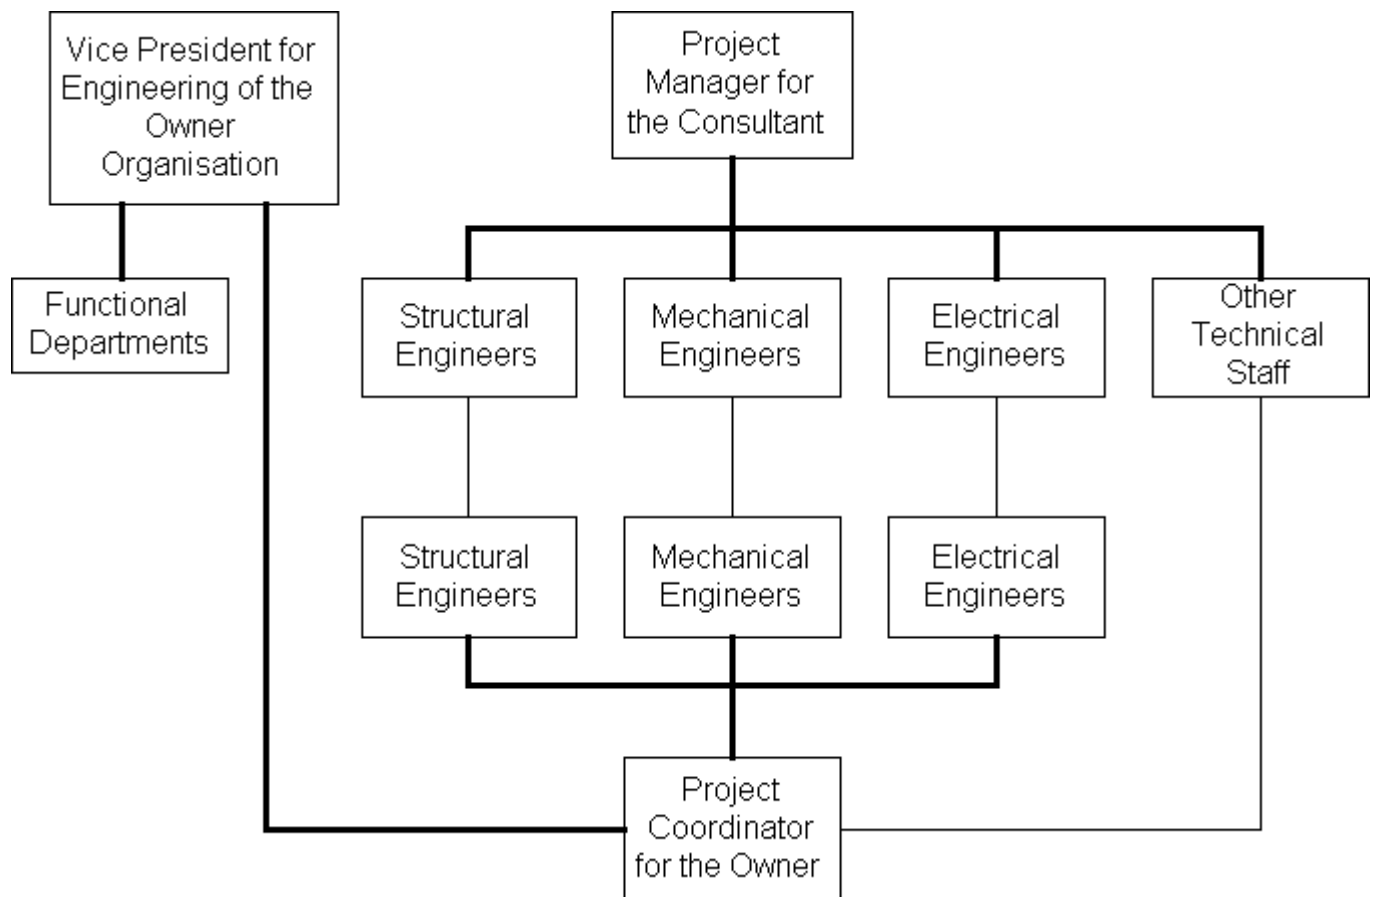 Vice President for
Engineering of the
Owner
Organisation
Project
Manager for
the Consultant
Functional
Departments
Structural
Engineers
Mechanical
Engineers
Electrical
Engineers
Other
Technical
Staff
Structural
Engineers
Mechanical
Engineers
Electrical
Engineers
Project
Coordinator
for the Owner